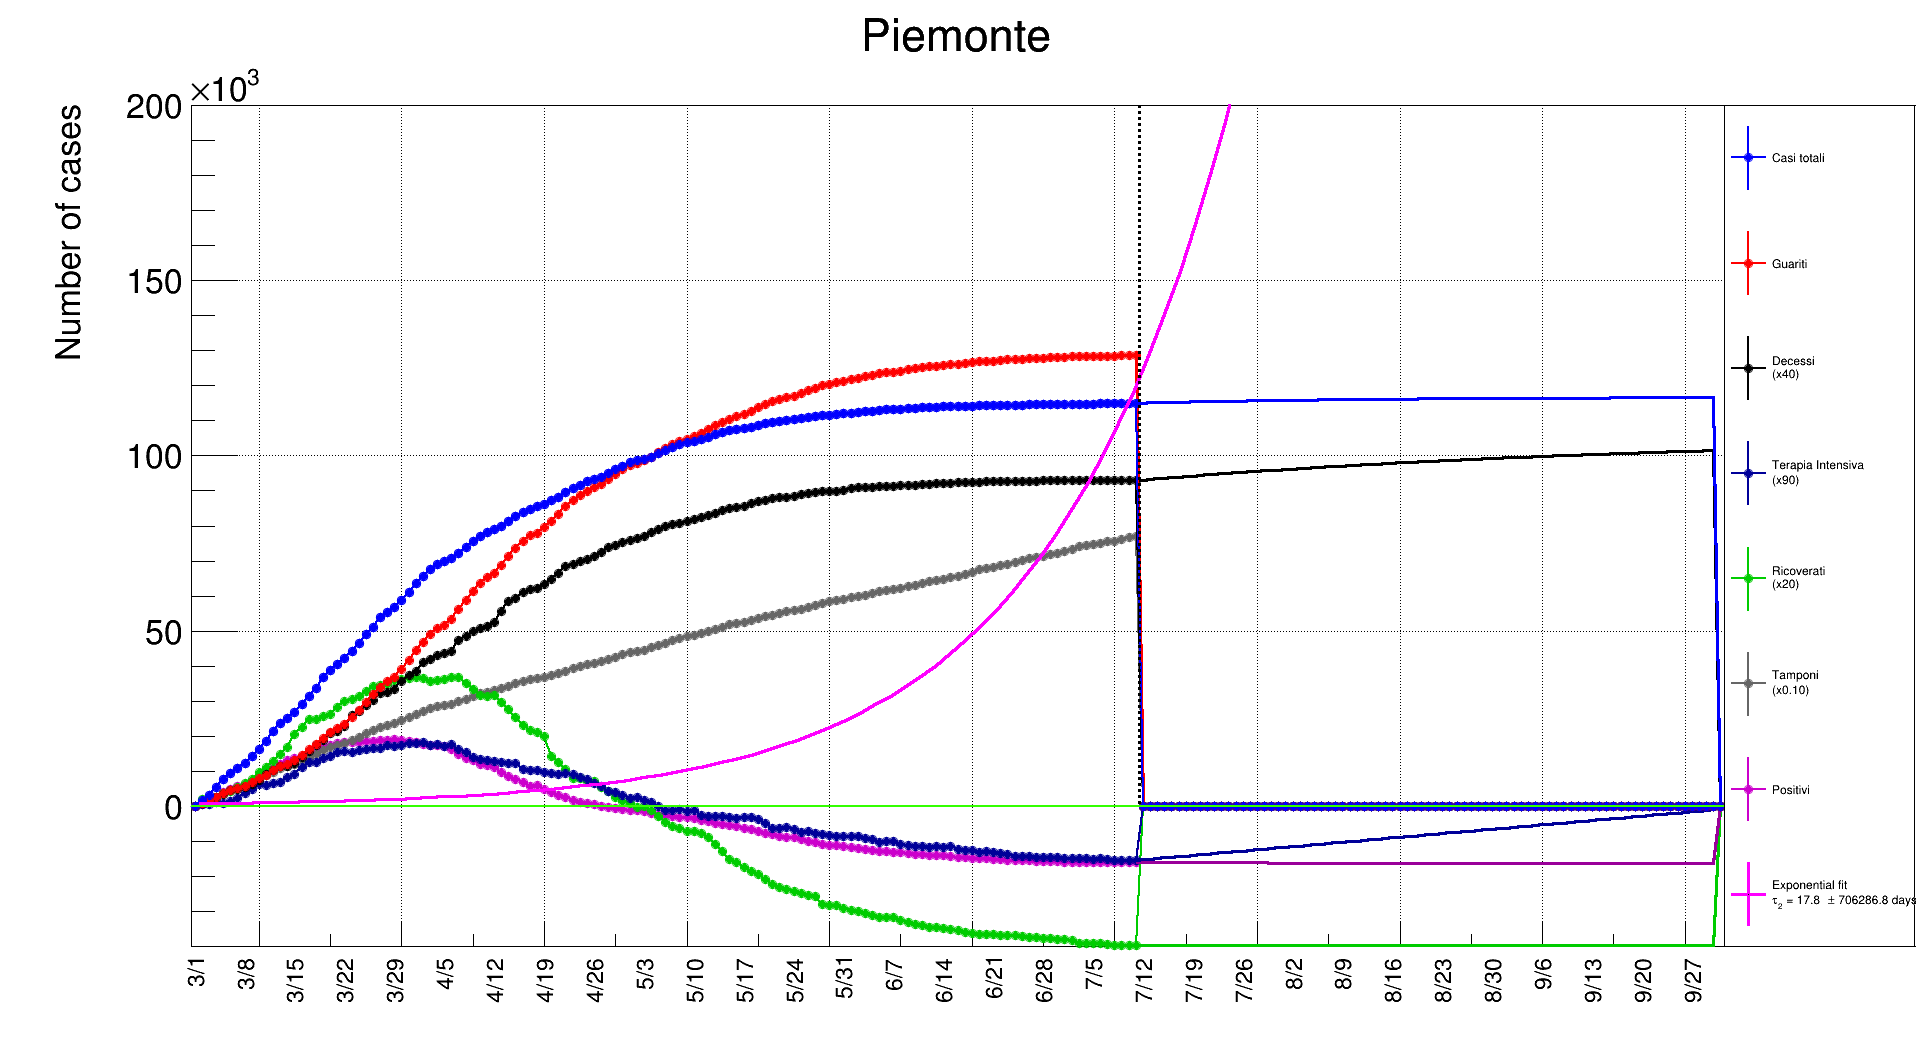 Piemonte
×10³
Number of cases
200
150
100
50
0
3/1 3/8 3/15 3/22 3/29 4/5 4/12 4/19 4/26 5/3 5/10 5/17 5/24 5/31 6/7 6/14 6/21 6/28 7/5 7/12 7/19 7/26 8/2 8/9 8/16 8/23 8/30 9/6 9/13 9/20 9/27
Casi totali
Guariti
Decessi
(x40)
Terapia Intensiva
(x90)
Ricoverati
(x20)
Tamponi
(x0.10)
Positivi
Exponential fit
τ₂ = 17.8 ± 706286.8 days